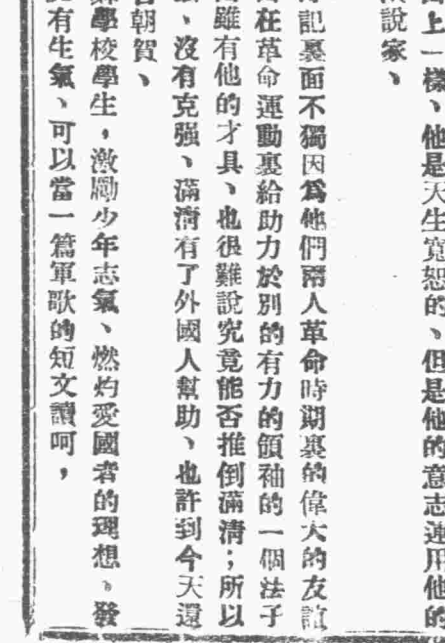 說家、
上一樣、他是天生寬恕的、但是他的意志運用他的
記裏面不獨因爲他們兩人革命時期裏的偉大的友誼
在革命運動裏給助力於別的有力的領袖的一個法子
雖有他的才具、也很難說究竟能否推倒滿清；所以
、沒有克强、滿清有了外國人幫助、也許到今天還
朝賀、
學校學生，激勵少年志氣、燃灼愛國者的理想、發
有生氣、可以當一篇軍歌的短文讀呵，